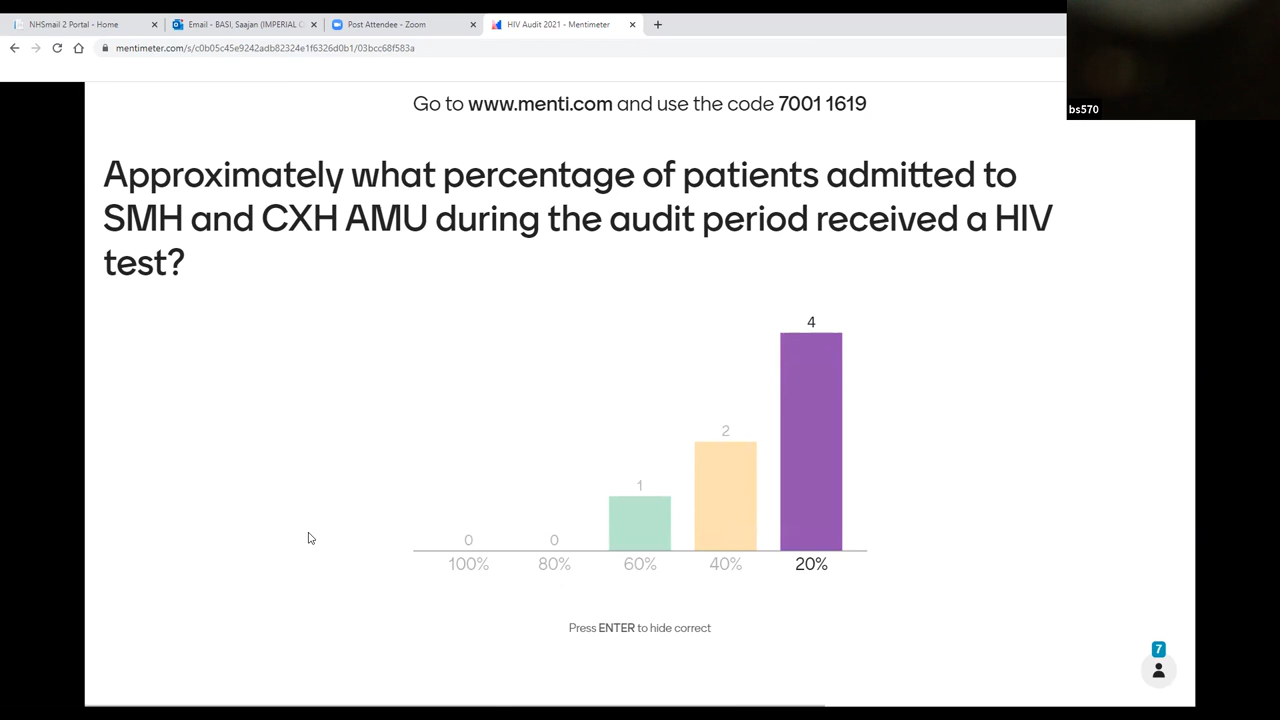 NHSmail 2 Portal - Home
Email - BASI, Saajan (IMPERIAL C
Post Attendee - Zoom
HIV Audit 2021 - Mentimeter
mentimeter.com/s/c0b05c45e9242adb82324e1f6326d0b1/03bcc68f583a
bs570
Go to www.menti.com and use the code 7001 1619
Approximately what percentage of patients admitted to
SMH and CXH AMU during the audit period received a HIV
test?
4
2
1
0 0
100% 80% 60% 40% 20%
Press ENTER to hide correct
7